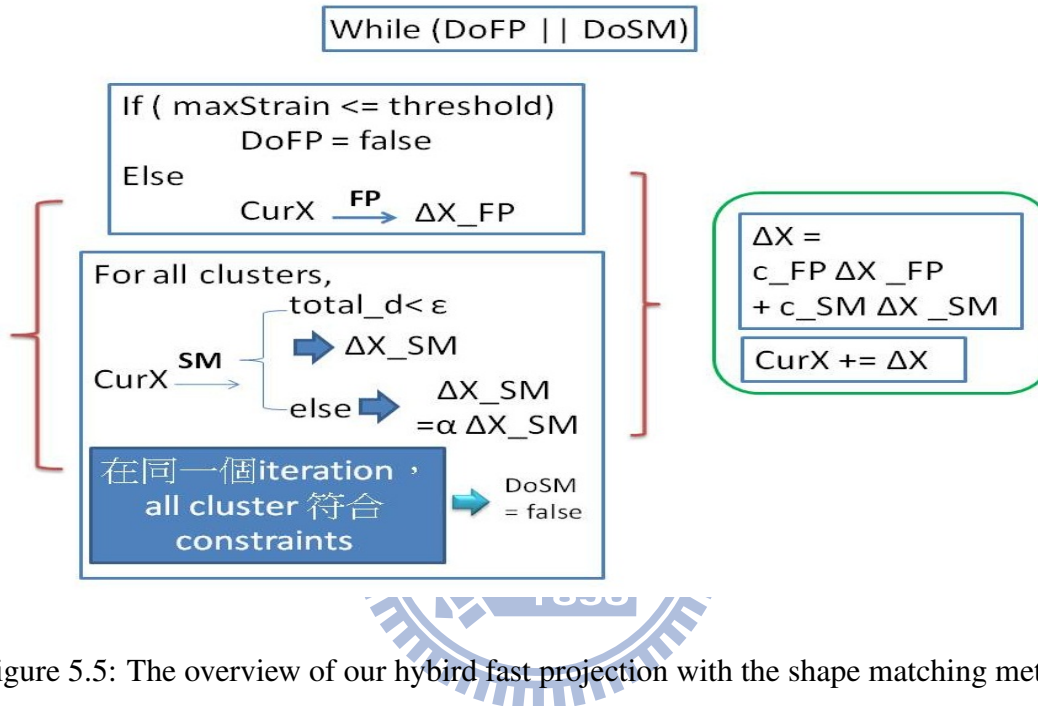 While (DoFP || DoSM)
If ( maxStrain <= threshold)
DoFP = false
Else
CurX FP ΔX_FP
For all clusters,
total_d< ε
ΔX_SM
CurX SM
else ΔX_SM
=α ΔX_SM
在同一個iteration，
all cluster 符合
constraints
DoSM
= false
ΔX =
c_FP ΔX _FP
+ c_SM ΔX _SM
CurX += ΔX
igure 5.5: The overview of our hybird fast projection with the shape matching met